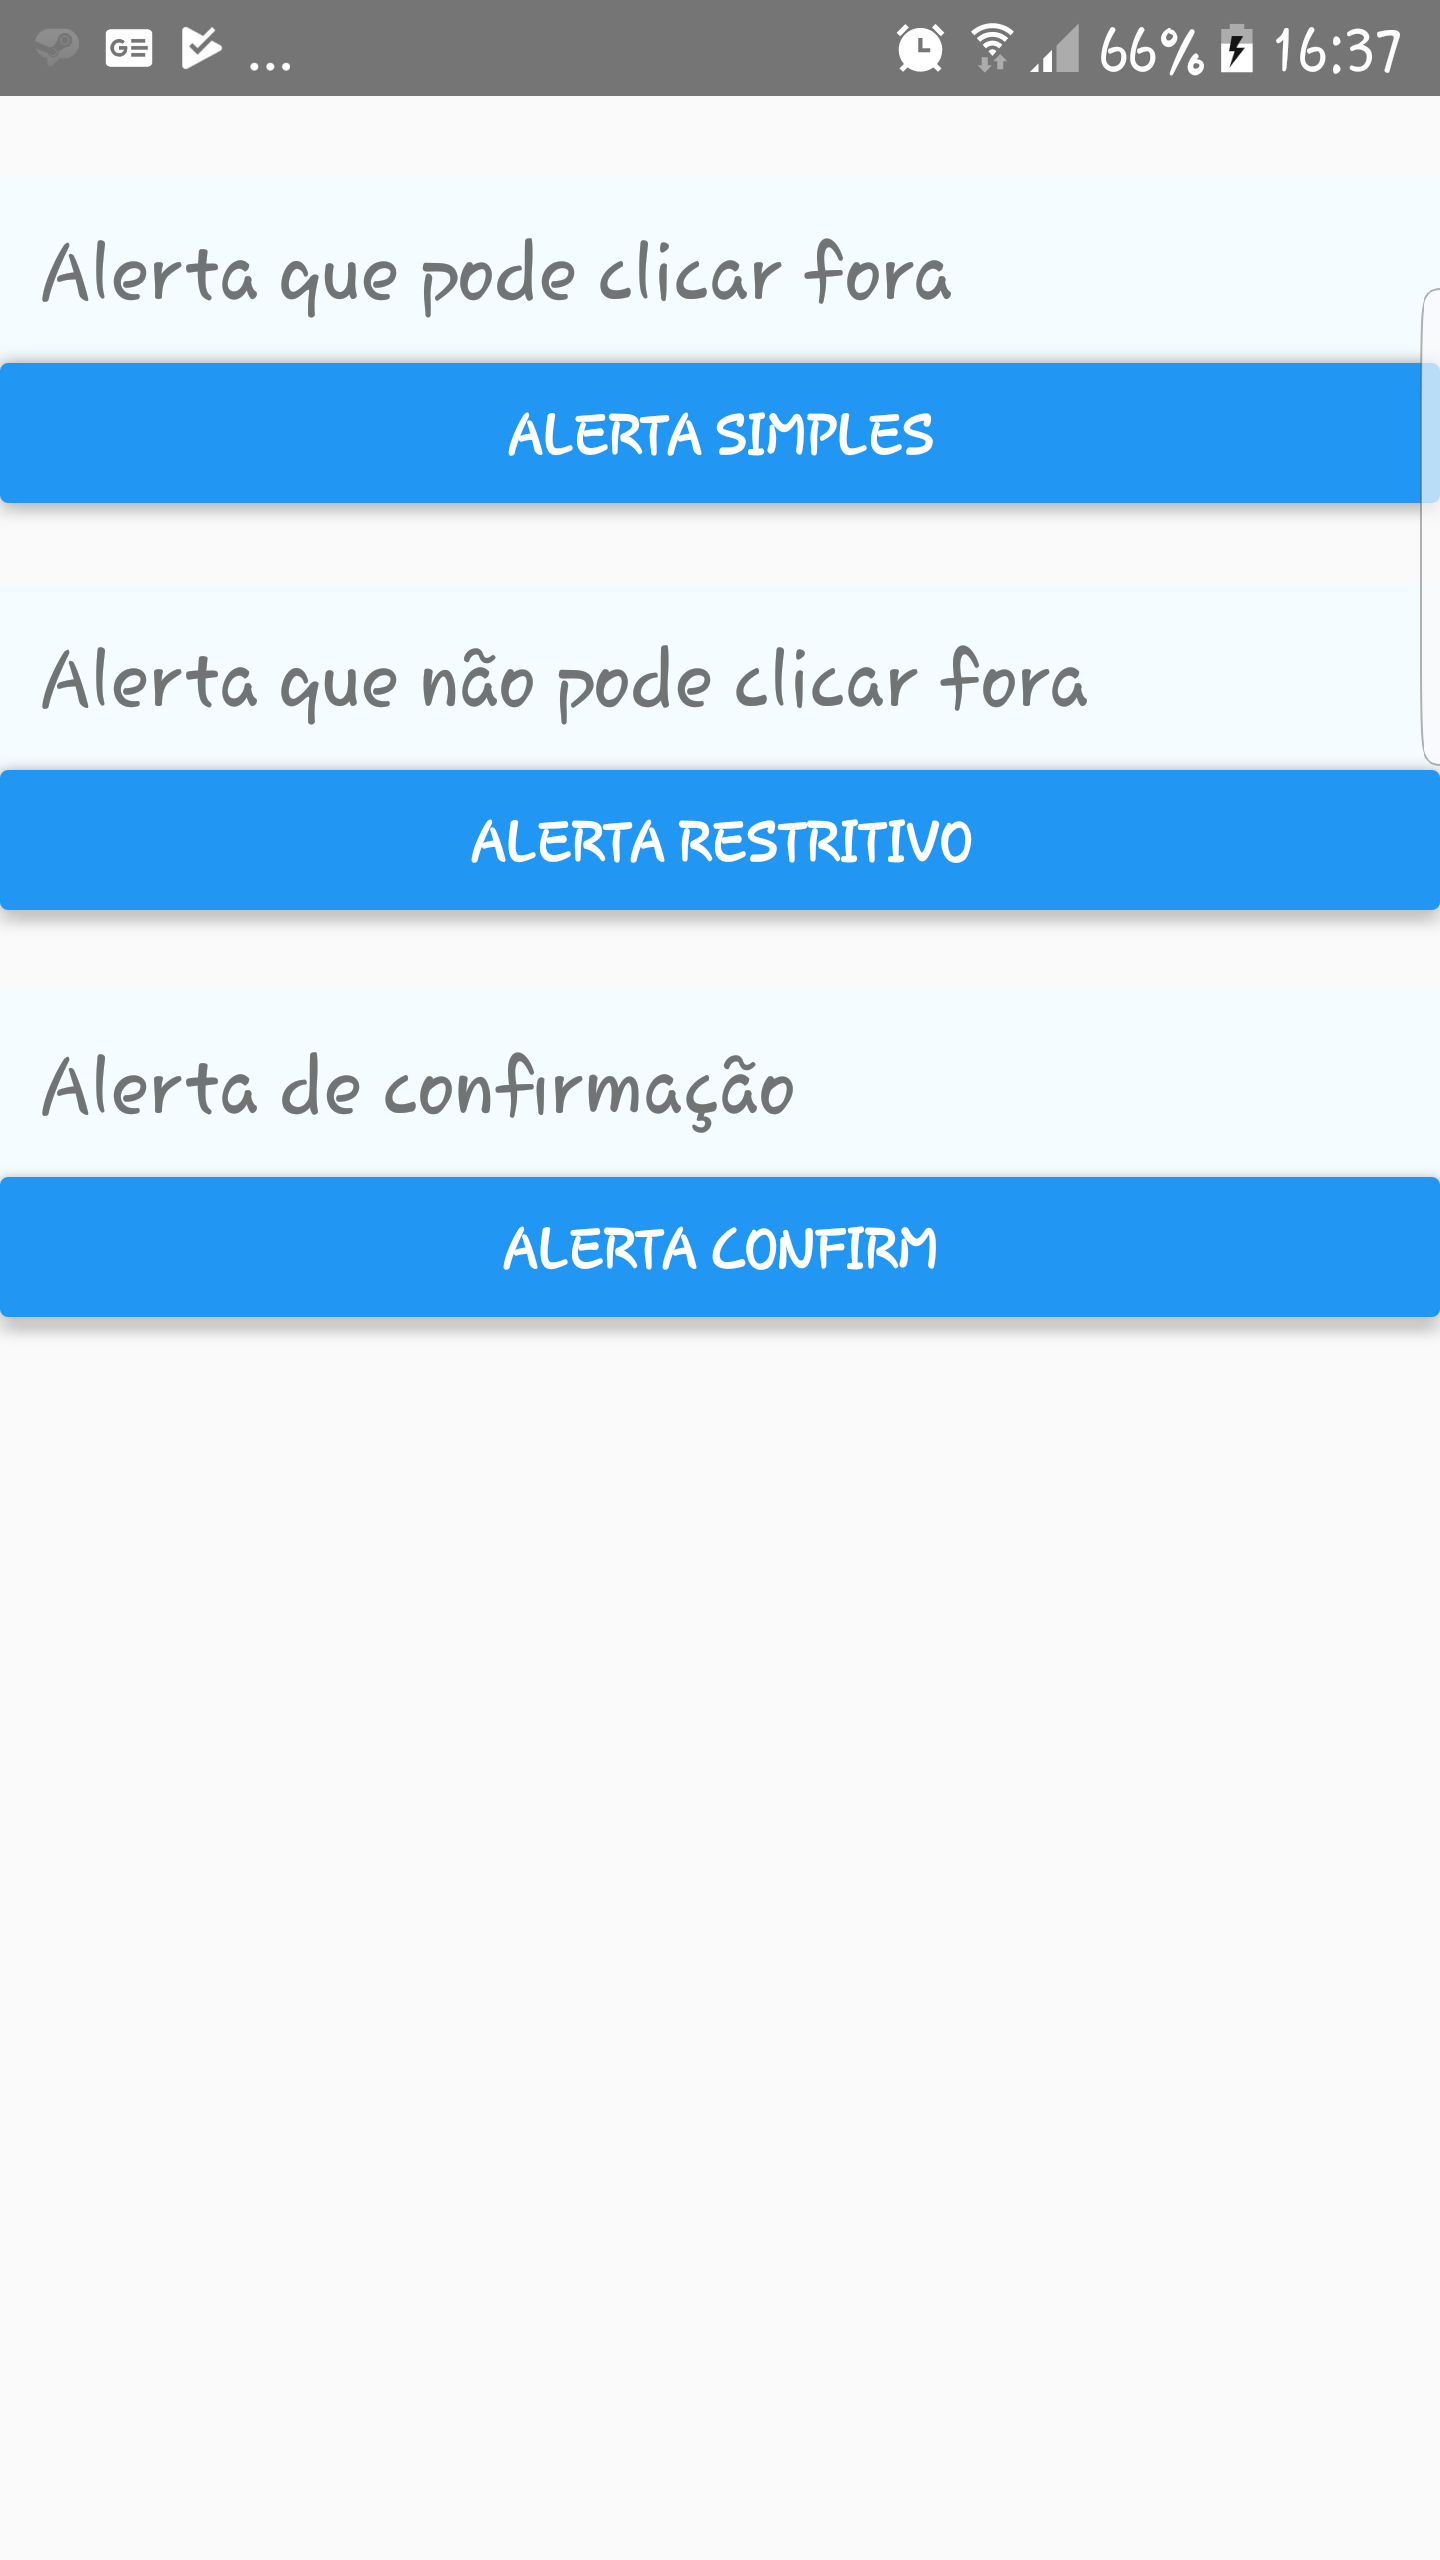 GE ... 66% 16:37
Alerta que pode clicar fora
ALERTA SIMPLES
Alerta que não pode clicar fora
ALERTA RESTRITIVO
Alerta de confirmação
ALERTA CONFIRM